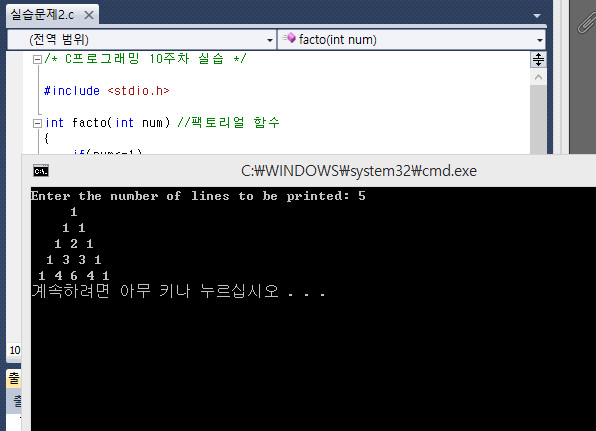 실습문제2.c
(전역 범위)
facto(int num)
/* C프로그래밍 10주차 실습 */
#include <stdio.h>
int facto(int num) //팩토리얼 함수
{
if(num<=1)
C:₩WINDOWS₩system32₩cmd.exe
Enter the number of lines to be printed: 5
1
1 1
1 2 1
1 3 3 1
1 4 6 4 1
계속하려면 아무 키나 누르십시오 . . .
10
출
출